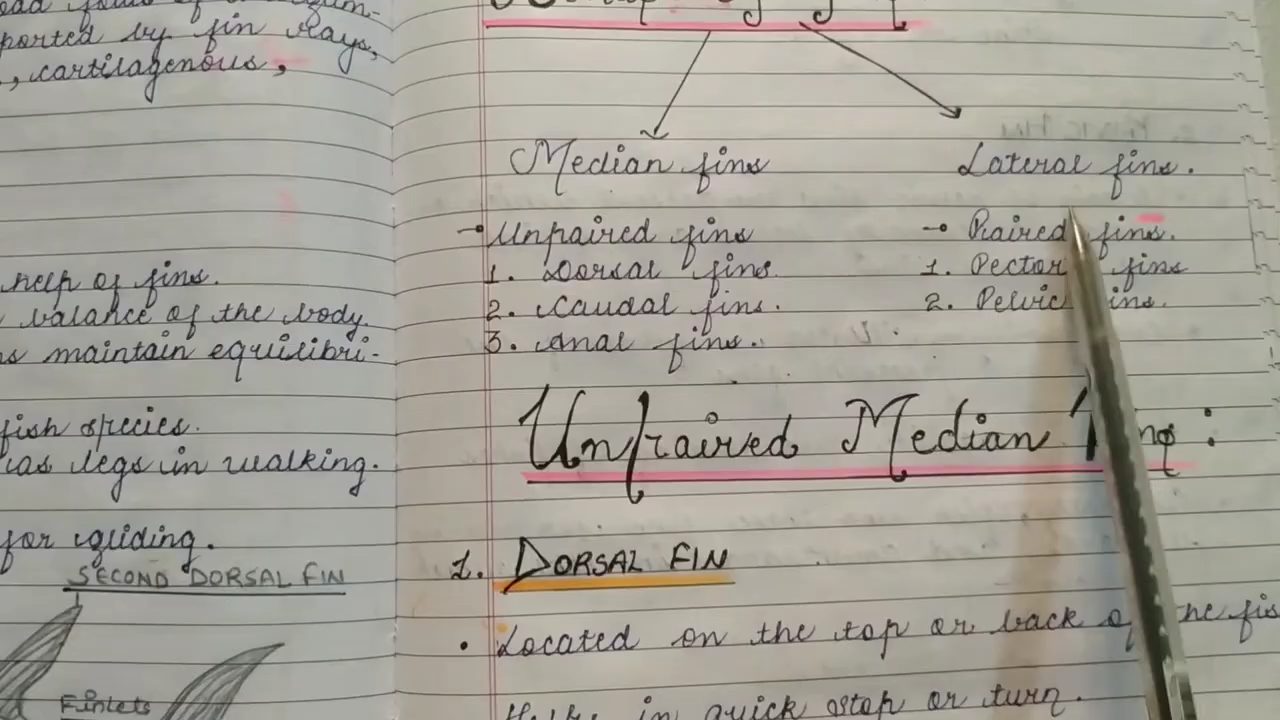 ported by fin rays,
, cartilagenous,
help of fins.
balance of the body.
maintain equilibri-
fish species.
as legs in walking.
for gliding.
SECOND DORSAL FIN
Finlets
Median fins
Lateral fins.
Unpaired fins
1. Dorsal fins
2. Caudal fins.
3. Anal fins.
Paired fins.
1. Pector fins
2. Pelvic ins.
Unpaired Median
1. DORSAL FIN
• Located on the top or back the
in quick stop or turn.